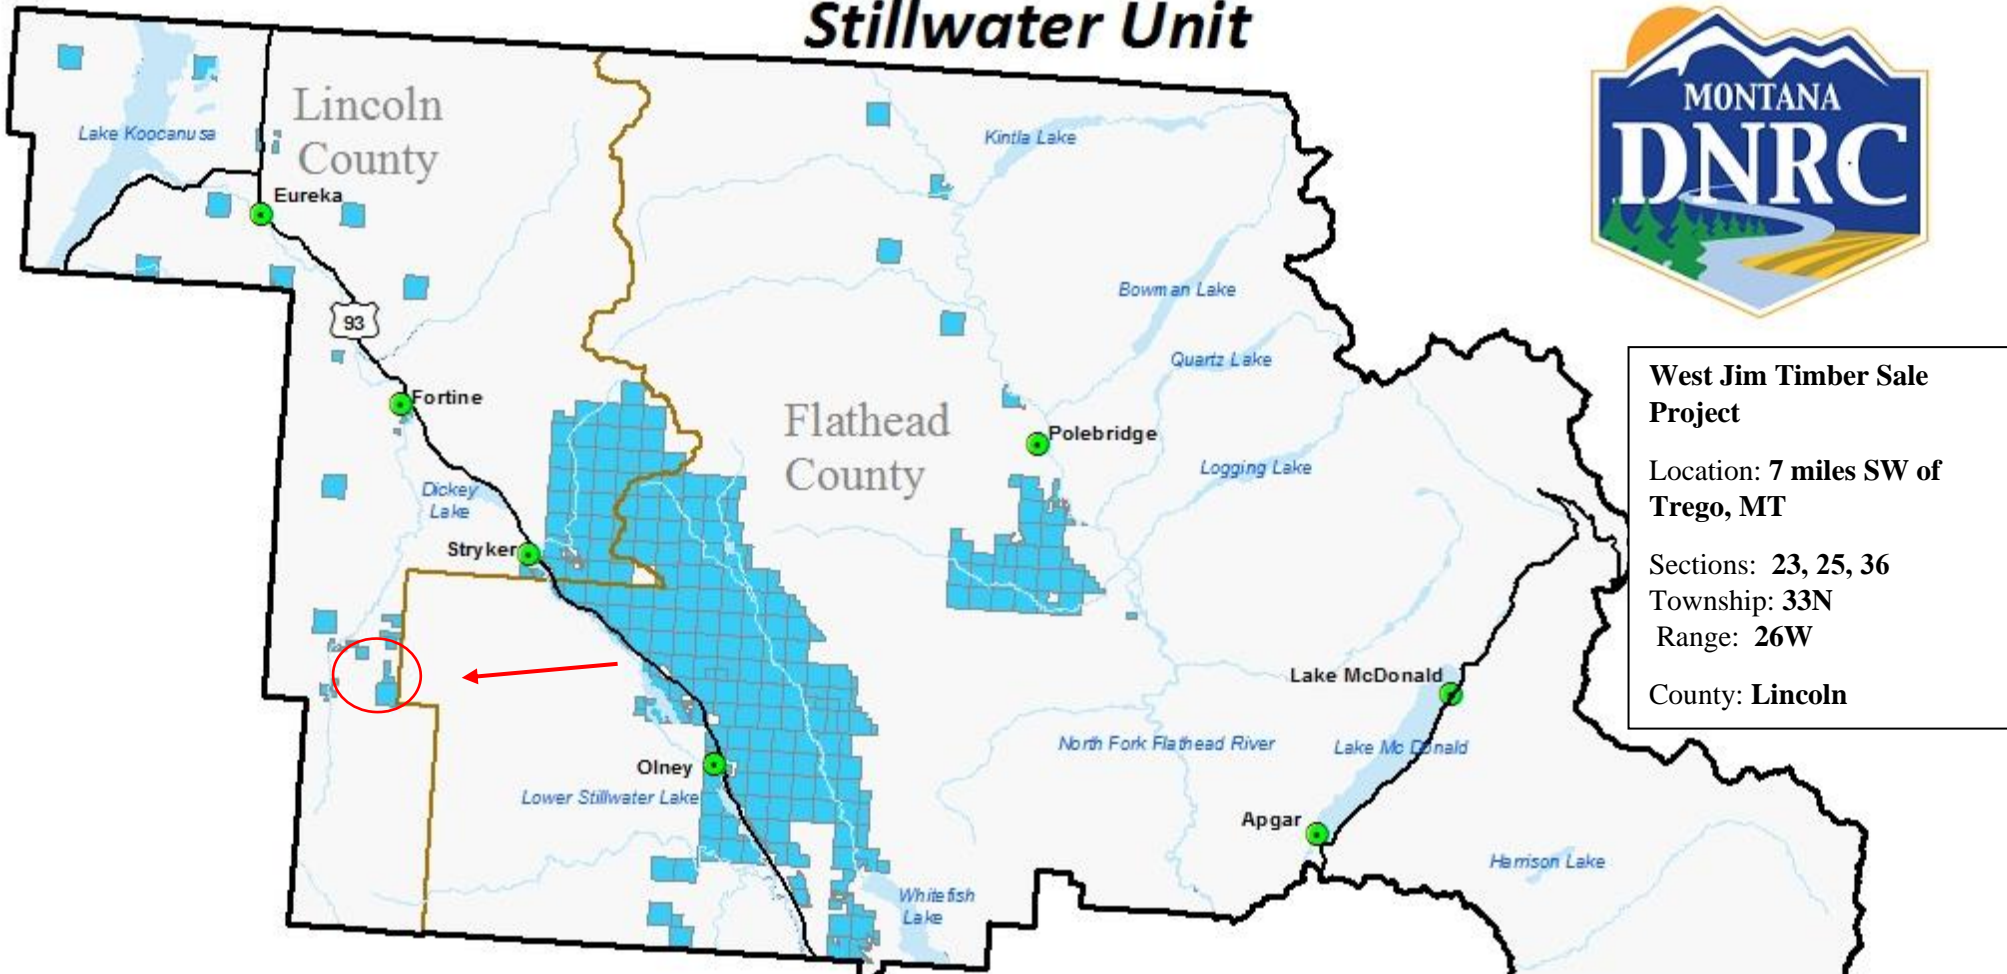 Stillwater Unit
MONTANA
DNRC
Lincoln
County
Lake Koocanusa
Kintla Lake
Eureka
Bowman Lake
93
Quartz Lake
Fortine
Flathead
County
Polebridge
Logging Lake
Dickey
Lake
Stryker
Lake McDonald
North Fork Flathead River
Lake Mc Donald
Olney
Lower Stillwater Lake
Apgar
Harrison Lake
Whitefish
Lake
West Jim Timber Sale
Project
Location: 7 miles SW of
Trego, MT
Sections: 23, 25, 36
Township: 33N
Range: 26W
County: Lincoln